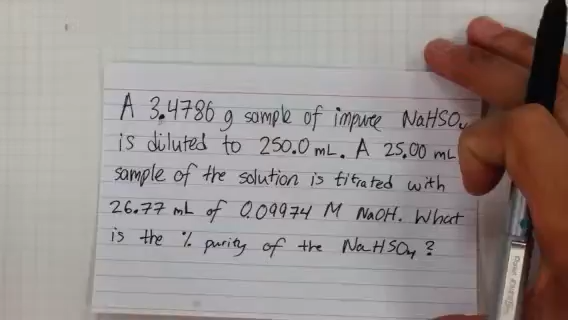 A 3.4786 g sample of impure NaHSO₄
is diluted to 250.0 mL. A 25.00 mL
sample of the solution is titrated with
26.77 mL of 0.09974 M NaOH. What
is the % purity of the NaHSO₄?